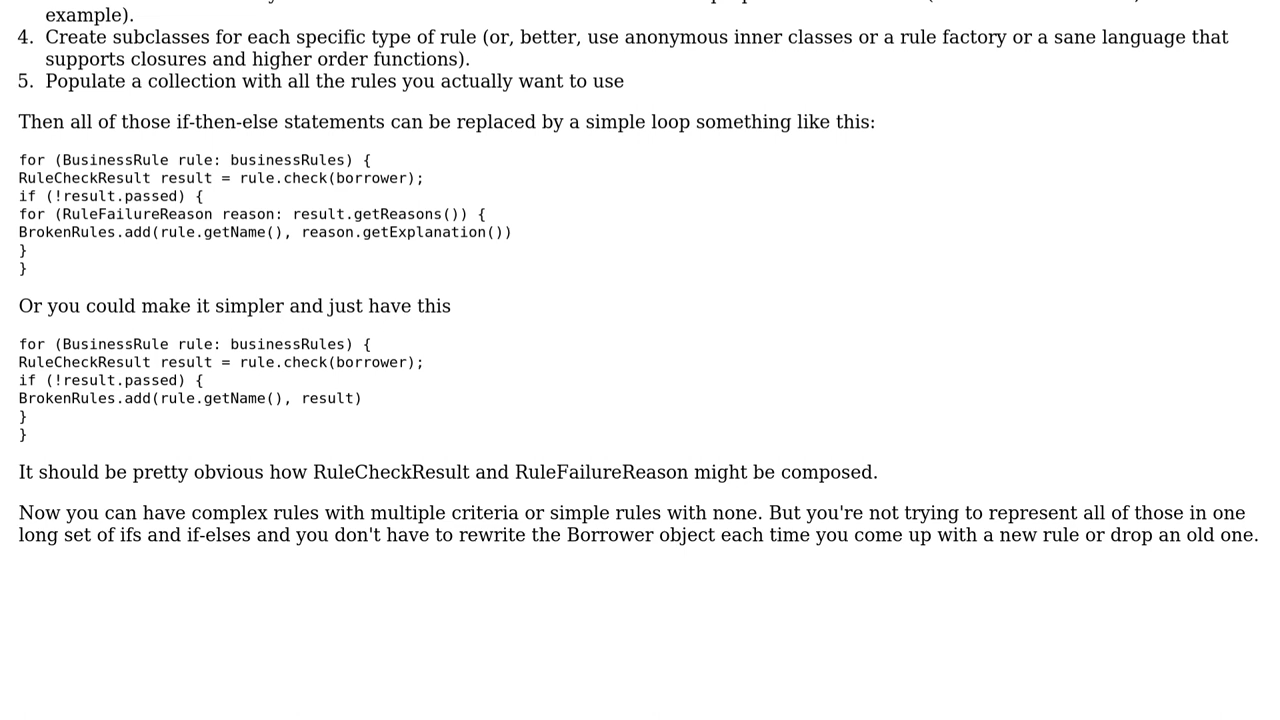 example).
4. Create subclasses for each specific type of rule (or, better, use anonymous inner classes or a rule factory or a sane language that
supports closures and higher order functions).
5. Populate a collection with all the rules you actually want to use
Then all of those if-then-else statements can be replaced by a simple loop something like this:
for (BusinessRule rule: businessRules) {
RuleCheckResult result = rule.check(borrower);
if (!result.passed) {
for (RuleFailureReason reason: result.getReasons()) {
BrokenRules.add(rule.getName(), reason.getExplanation())
}
}
Or you could make it simpler and just have this
for (BusinessRule rule: businessRules) {
RuleCheckResult result = rule.check(borrower);
if (!result.passed) {
BrokenRules.add(rule.getName(), result)
}
}
It should be pretty obvious how RuleCheckResult and RuleFailureReason might be composed.
Now you can have complex rules with multiple criteria or simple rules with none. But you're not trying to represent all of those in one
long set of ifs and if-elses and you don't have to rewrite the Borrower object each time you come up with a new rule or drop an old one.